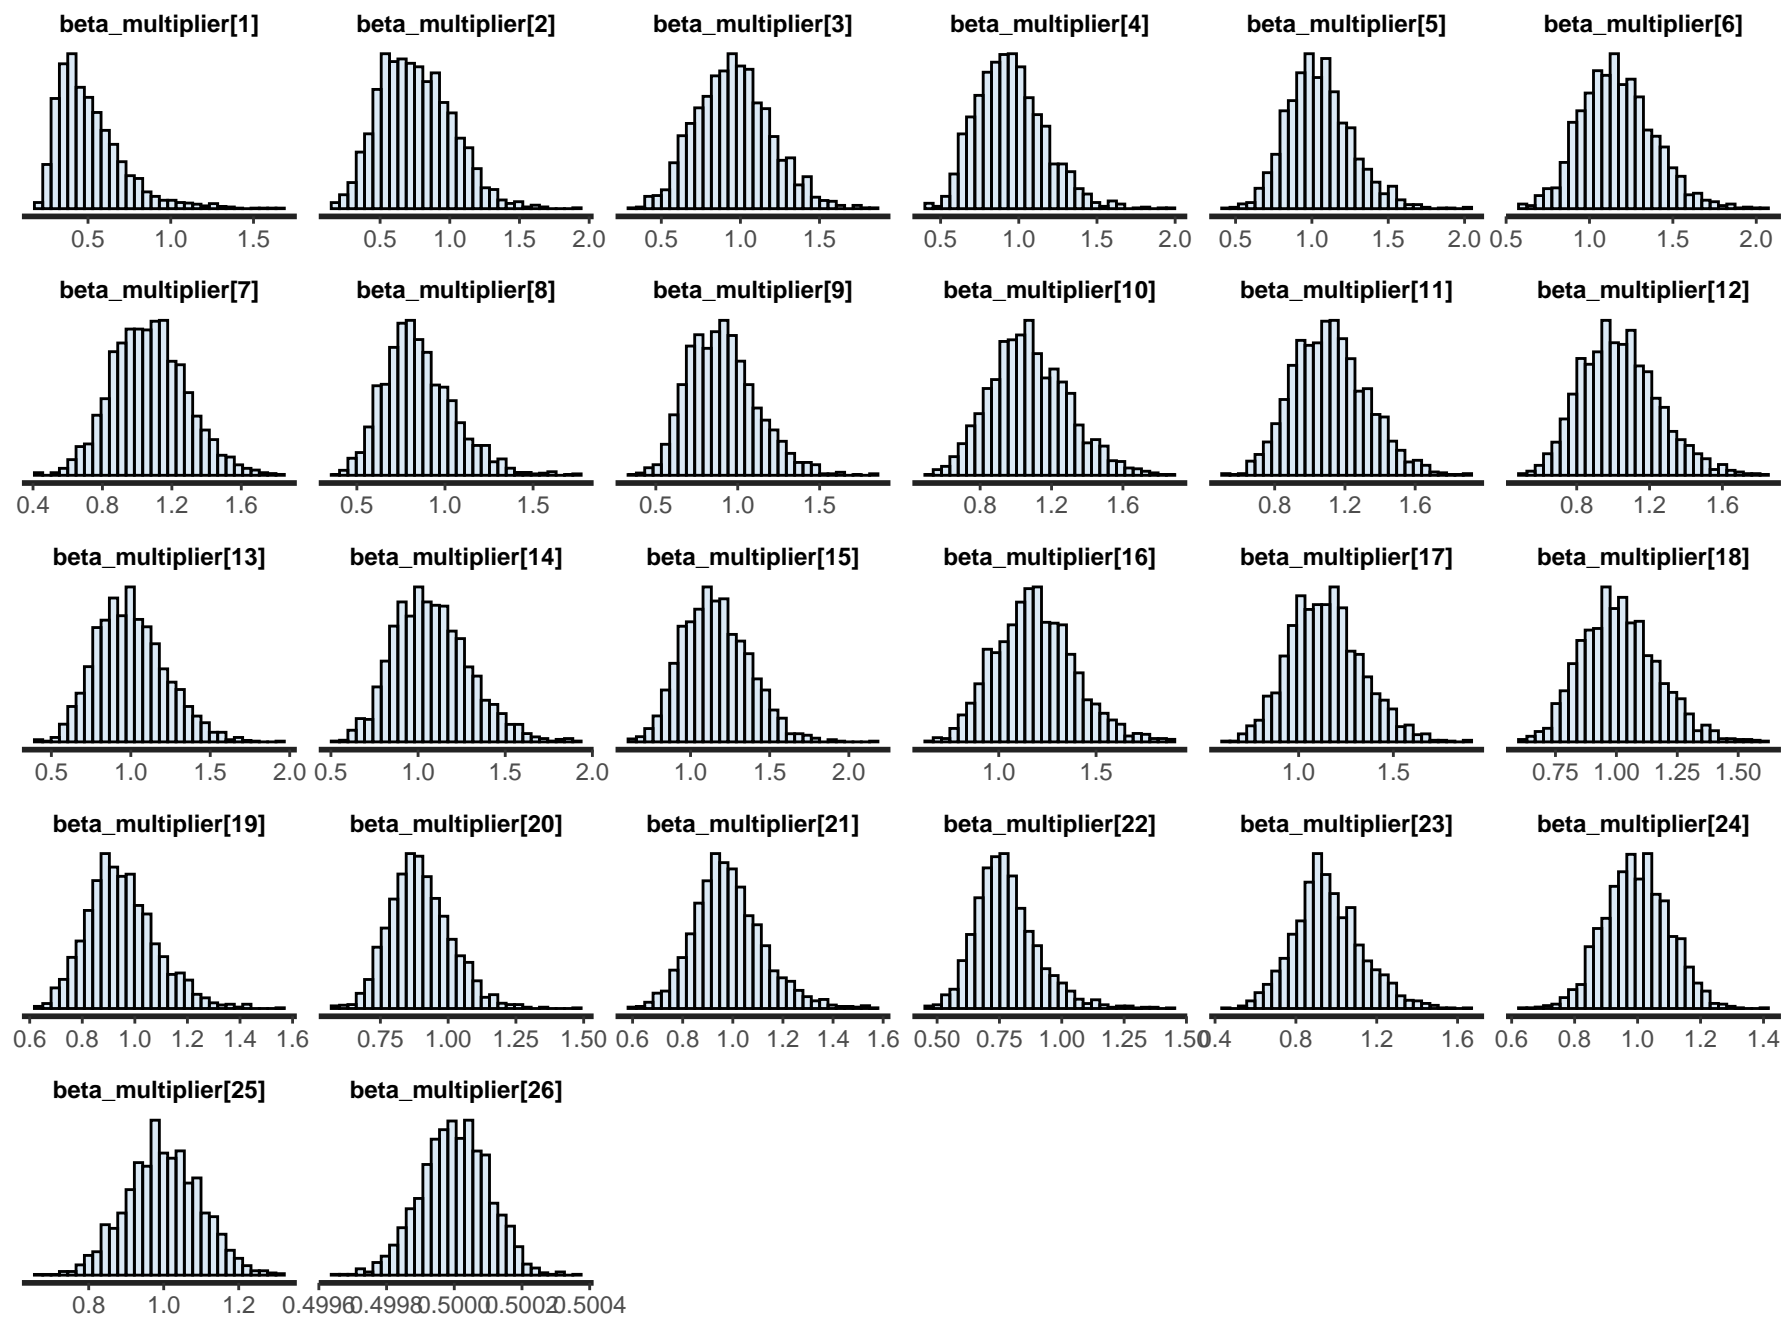 beta_multiplier[1] beta_multiplier[2] beta_multiplier[3] beta_multiplier[4] beta_multiplier[5] beta_multiplier[6]
0.5 1.0 1.5 0.5 1.0 1.5 2.0 0.5 1.0 1.5 0.5 1.0 1.5 2.0 0.5 1.0 1.5 2.0 0.5 1.0 1.5 2.0
beta_multiplier[7] beta_multiplier[8] beta_multiplier[9] beta_multiplier[10] beta_multiplier[11] beta_multiplier[12]
0.4 0.8 1.2 1.6 0.5 1.0 1.5 0.5 1.0 1.5 0.8 1.2 1.6 0.8 1.2 1.6 0.8 1.2 1.6
beta_multiplier[13] beta_multiplier[14] beta_multiplier[15] beta_multiplier[16] beta_multiplier[17] beta_multiplier[18]
0.5 1.0 1.5 2.0 0.5 1.0 1.5 2.0 1.0 1.5 2.0 1.0 1.5 1.0 1.5 0.75 1.00 1.25 1.50
beta_multiplier[19] beta_multiplier[20] beta_multiplier[21] beta_multiplier[22] beta_multiplier[23] beta_multiplier[24]
0.6 0.8 1.0 1.2 1.4 1.6 0.75 1.00 1.25 1.50 0.6 0.8 1.0 1.2 1.4 1.6 0.50 0.75 1.00 1.25 1.50 0.4 0.8 1.2 1.6 0.6 0.8 1.0 1.2 1.4
beta_multiplier[25] beta_multiplier[26]
0.8 1.0 1.2 0.4996 0.4998 0.5000 0.5002 0.5004